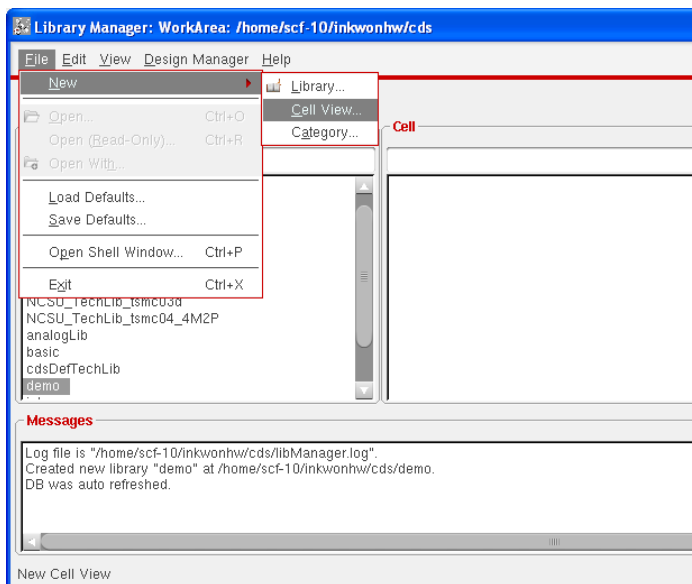 Library Manager: WorkArea: /home/scf-10/inkwonhw/cds
File Edit View Design Manager Help
New
Library...
Open... Ctrl+O
Cell View...
Open (Read-Only)... Ctrl+R
Category...
Open With...
Cell
Load Defaults...
Save Defaults...
Open Shell Window... Ctrl+P
Exit Ctrl+X
NCSU_TechLib_tsmc03d
NCSU_TechLib_tsmc04_4M2P
analogLib
basic
cdsDefTechLib
demo
Messages
Log file is "/home/scf-10/inkwonhw/cds/libManager.log".
Created new library "demo" at /home/scf-10/inkwonhw/cds/demo.
DB was auto refreshed.
New Cell View